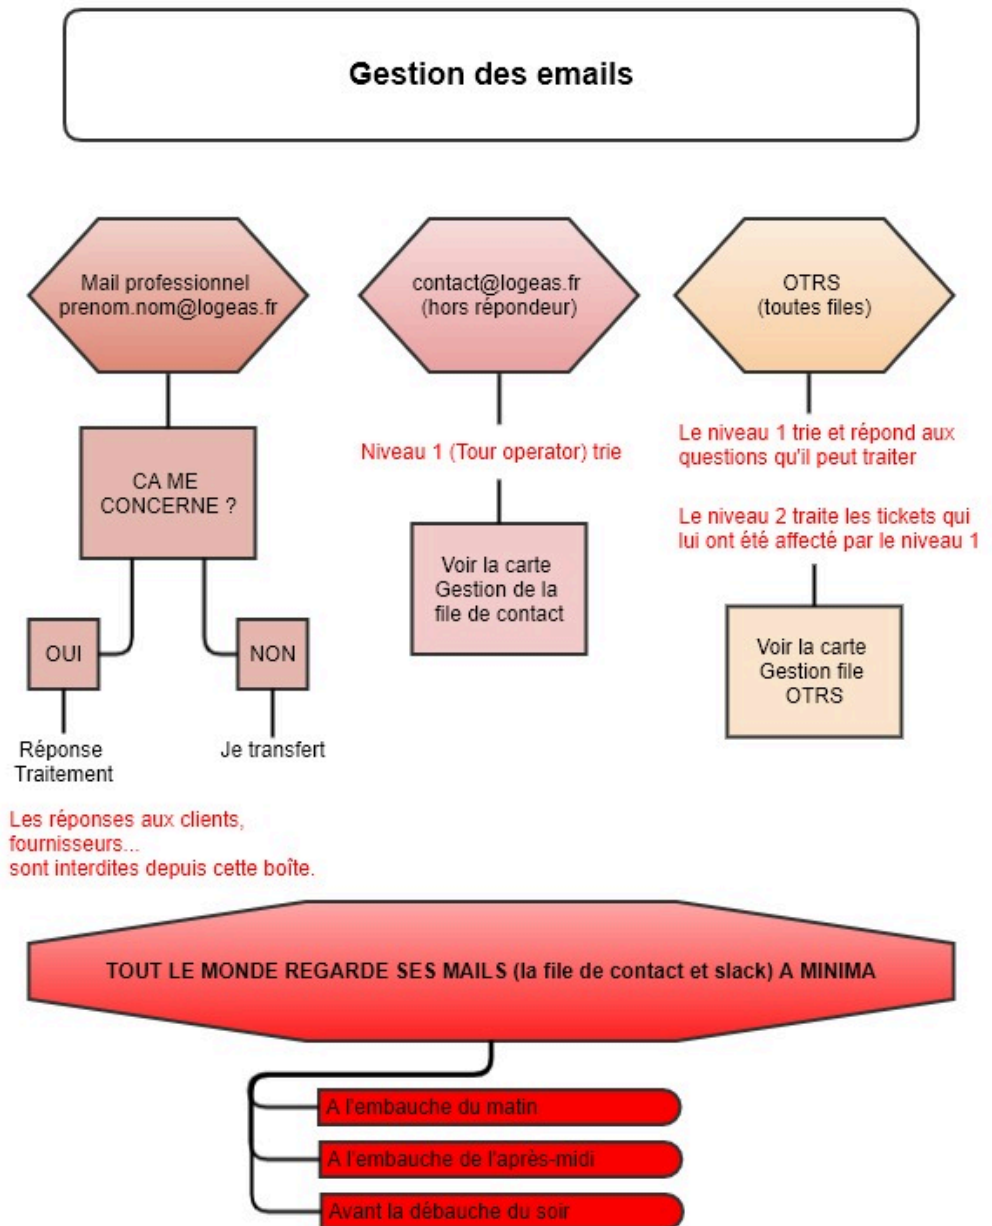 Gestion des emails
Mail professionnel
prenom.nom@logeas.fr
CA ME
CONCERNE ?
OUI
NON
Réponse
Traitement
Je transfert
Les réponses aux clients,
fournisseurs...
sont interdites depuis cette boîte.
contact@logeas.fr
(hors répondeur)
Niveau 1 (Tour operator) trie
Voir la carte
Gestion de la
file de contact
OTRS
(toutes files)
Le niveau 1 trie et répond aux
questions qu'il peut traiter
Le niveau 2 traite les tickets qui
lui ont été affecté par le niveau 1
Voir la carte
Gestion file
OTRS
TOUT LE MONDE REGARDE SES MAILS (la file de contact et slack) A MINIMA
A l'embauche du matin
A l'embauche de l'après-midi
Avant la débauche du soir